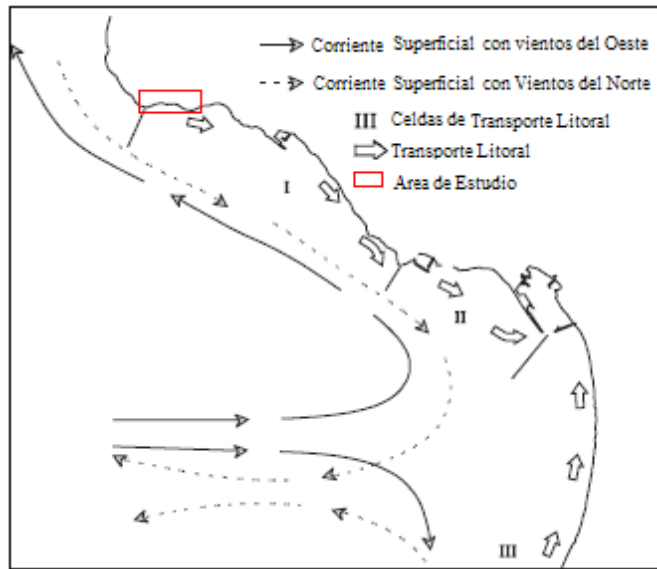 Corriente Superficial con vientos del Oeste
Corriente Superficial con Vientos del Norte
III Celdas de Transporte Litoral
Transporte Litoral
Area de Estudio
I
II
III